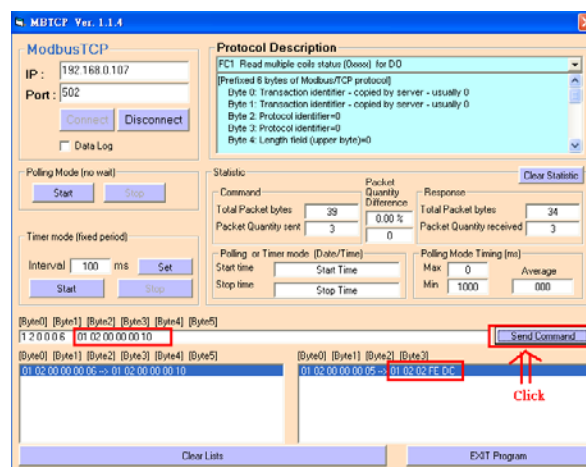 MBTCP Ver. 1.1.4
ModbusTCP
IP : 192.168.0.107
Port : 502
Connect Disconnect
Data Log
Protocol Description
FC1 Read multiple coils status (0xxxx) for DO
[Prefixed 6 bytes of Modbus/TCP protocol]
Byte 0: Transaction identifier - copied by server - usually 0
Byte 1: Transaction identifier - copied by server - usually 0
Byte 2: Protocol identifier=0
Byte 3: Protocol identifier=0
Byte 4: Length field (upper byte)=0
Polling Mode (no wait)
Start Stop
Timer mode (fixed period)
Interval 100 ms Set
Start Stop
Statistic
Clear Statistic
Command
Total Packet bytes 39
Packet Quantity sent 3
Packet Quantity Difference
0.00 %
0
Response
Total Packet bytes 34
Packet Quantity received 3
Polling or Timer mode (Date/Time)
Start time Start Time
Stop time Stop Time
Polling Mode Timing (ms)
Max 0 Average
Min 1000 000
[Byte0] [Byte1] [Byte2] [Byte3] [Byte4] [Byte5]
1 2 0 0 0 6 01 02 00 00 00 10
Send Command
[Byte0] [Byte1] [Byte2] [Byte3] [Byte4] [Byte5]
01 02 00 00 00 06 --> 01 02 00 00 00 10
[Byte0] [Byte1] [Byte2] [Byte3]
01 02 00 00 00 05 --> 01 02 02 FE DC
Click
Clear Lists
EXIT Program